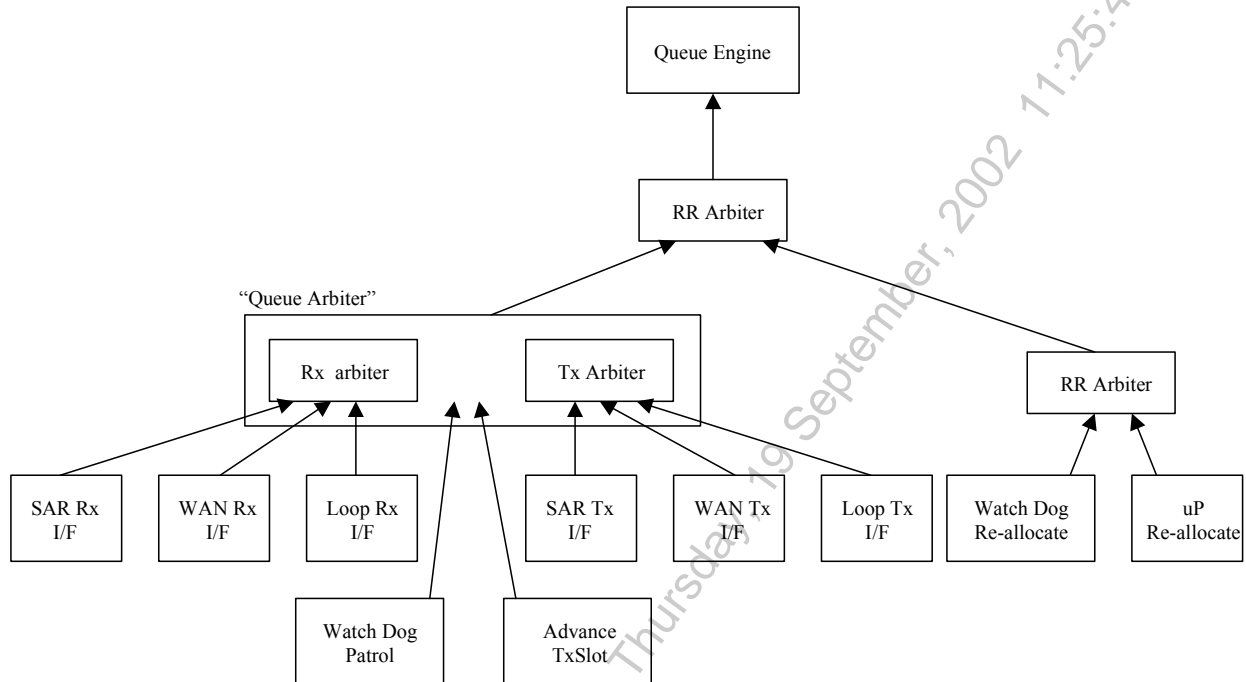 Queue Engine
RR Arbiter
“Queue Arbiter”
Rx arbiter
Tx Arbiter
RR Arbiter
SAR Rx
I/F
WAN Rx
I/F
Loop Rx
I/F
SAR Tx
I/F
WAN Tx
I/F
Loop Tx
I/F
Watch Dog
Re-allocate
uP
Re-allocate
Watch Dog
Patrol
Advance
TxSlot
Thursday, 19 September, 2002 11:25:4